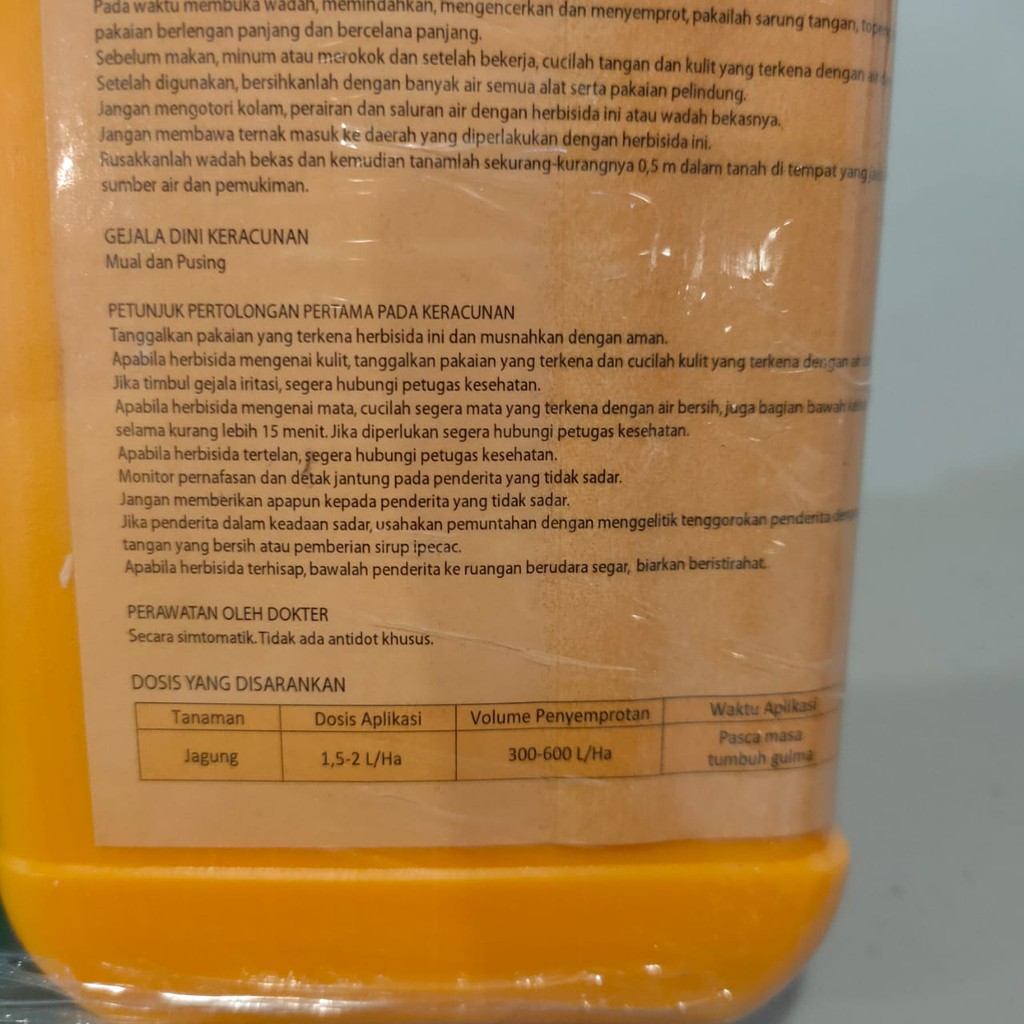 Pada waktu membuka wadah, memindahkan, mengencerkan dan menyemprot, pakailah sarung tangan,
pakaian berlengan panjang dan bercelana panjang.
Sebelum makan, minum atau merokok dan setelah bekerja, cucilah tangan dan kulit yang terkena dengan air
Setelah digunakan, bersihkanlah dengan banyak air semua alat serta pakaian pelindung.
Jangan mengotori kolam, perairan dan saluran air dengan herbisida ini atau wadah bekasnya.
Jangan membawa ternak masuk ke daerah yang diperlakukan dengan herbisida ini.
Rusakkanlah wadah bekas dan kemudian tanamlah sekurang-kurangnya 0,5 m dalam tanah di tempat yang
sumber air dan pemukiman.
GEJALA DINI KERACUNAN
Mual dan Pusing
PETUNJUK PERTOLONGAN PERTAMA PADA KERACUNAN
Tanggalkan pakaian yang terkena herbisida ini dan musnahkan dengan aman.
Apabila herbisida mengenai kulit, tanggalkan pakaian yang terkena dan cucilah kulit yang terkena dengan
Jika timbul gejala iritasi, segera hubungi petugas kesehatan.
Apabila herbisida mengenai mata, cucilah segera mata yang terkena dengan air bersih, juga bagian bawah
selama kurang lebih 15 menit. Jika diperlukan segera hubungi petugas kesehatan.
Apabila herbisida tertelan, segera hubungi petugas kesehatan.
Monitor pernafasan dan detak jantung pada penderita yang tidak sadar.
Jangan memberikan apapun kepada penderita yang tidak sadar.
Jika penderita dalam keadaan sadar, usahakan pemuntahan dengan menggelitik tenggorokan penderita
tangan yang bersih atau pemberian sirup ipecac.
Apabila herbisida terhisap, bawalah penderita ke ruangan berudara segar, biarkan beristirahat.
PERAWATAN OLEH DOKTER
Secara simtomatik. Tidak ada antidot khusus.
DOSIS YANG DISARANKAN
Tanaman Dosis Aplikasi Volume Penyemprotan Waktu Aplikasi
Jagung 1,5-2 L/Ha 300-600 L/Ha Pasca masa
tumbuh gulma